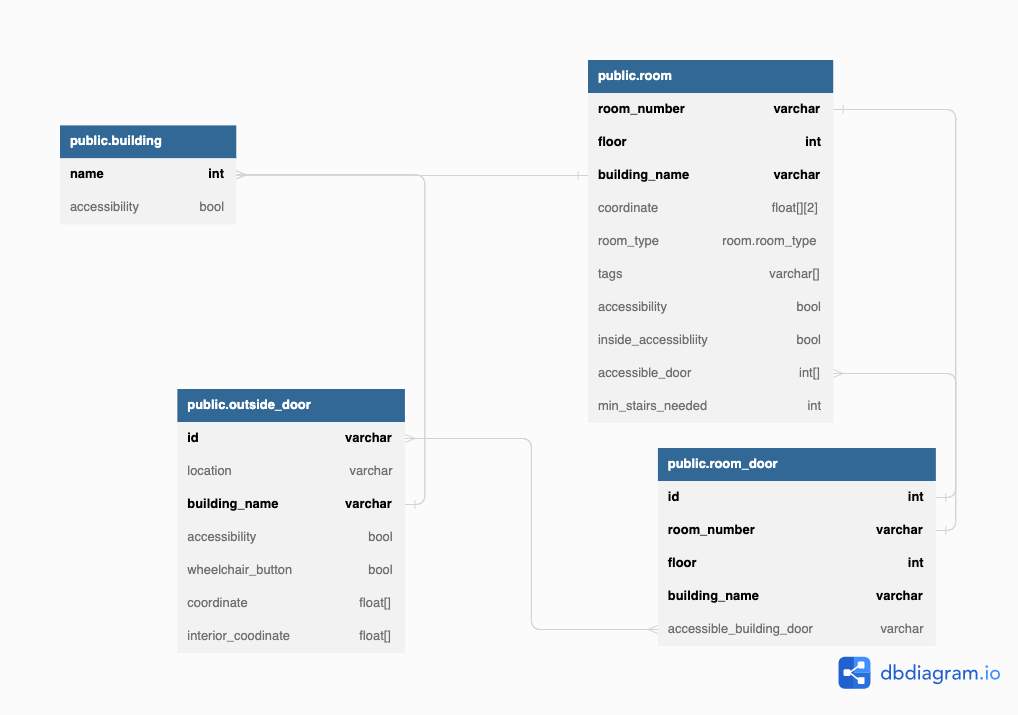 public.building
name int
accessibility bool
public.room
room_number varchar
floor int
building_name varchar
coordinate float[][2]
room_type room.room_type
tags varchar[]
accessibility bool
inside_accessibliity bool
accessible_door int[]
min_stairs_needed int
public.outside_door
id varchar
location varchar
building_name varchar
accessibility bool
wheelchair_button bool
coordinate float[]
interior_coodinate float[]
public.room_door
id int
room_number varchar
floor int
building_name varchar
accessible_building_door varchar
dbdiagram.io